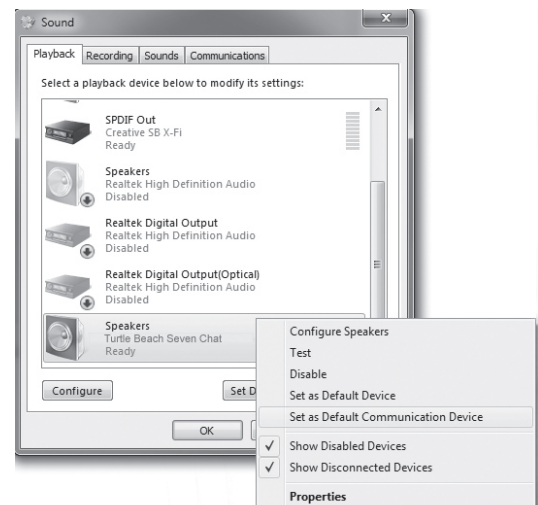 Sound
Playback Recording Sounds Communications
Select a playback device below to modify its settings:
SPDIF Out
Creative SB X-Fi
Ready
Speakers
Realtek High Definition Audio
Disabled
Realtek Digital Output
Realtek High Definition Audio
Disabled
Realtek Digital Output(Optical)
Realtek High Definition Audio
Disabled
Speakers
Turtle Beach Seven Chat
Ready
Configure Set D
OK
Configure Speakers
Test
Disable
Set as Default Device
Set as Default Communication Device
Show Disabled Devices
Show Disconnected Devices
Properties